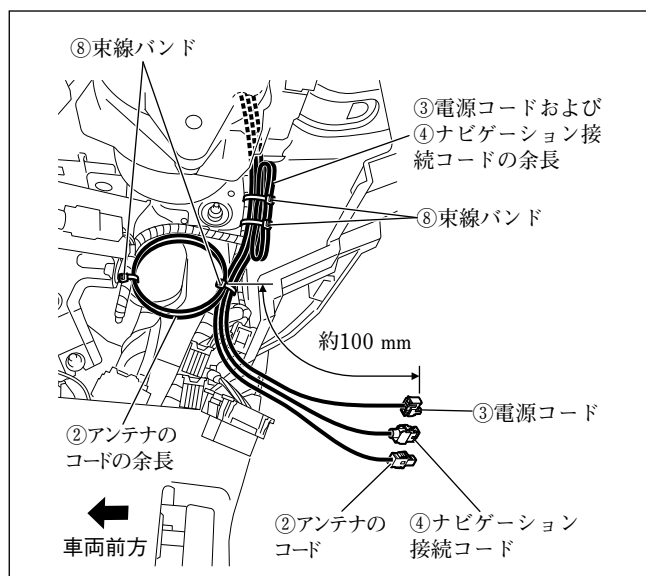 ⑧束線バンド
③電源コードおよび
④ナビゲーション接
続コードの余長
⑧束線バンド
約100 mm
③電源コード
②アンテナの
コードの余長
②アンテナの
コード
④ナビゲーション
接続コード
車両前方